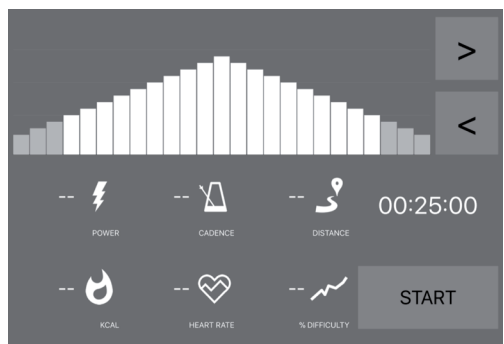 >
<
-- -- -- 00:25:00
POWER CADENCE DISTANCE
-- -- -- START
KCAL HEART RATE % DIFFICULTY